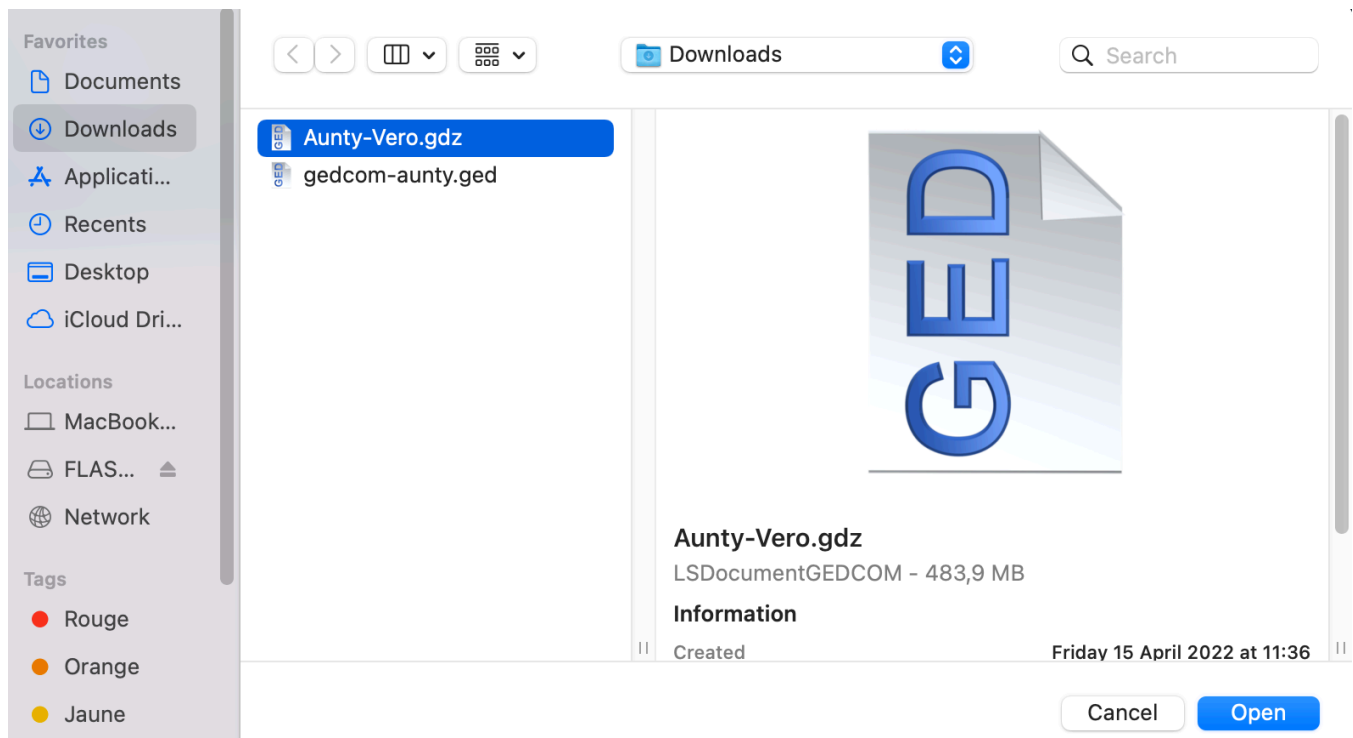 Favorites
Documents
Downloads
Applicati...
Recents
Desktop
iCloud Dri...
Locations
MacBook...
FLAS...
Network
Tags
Rouge
Orange
Jaune
Downloads
Search
Aunty-Vero.gdz
gedcom-aunty.ged
GED
Aunty-Vero.gdz
LSDocumentGEDCOM - 483,9 MB
Information
Created Friday 15 April 2022 at 11:36
Cancel Open